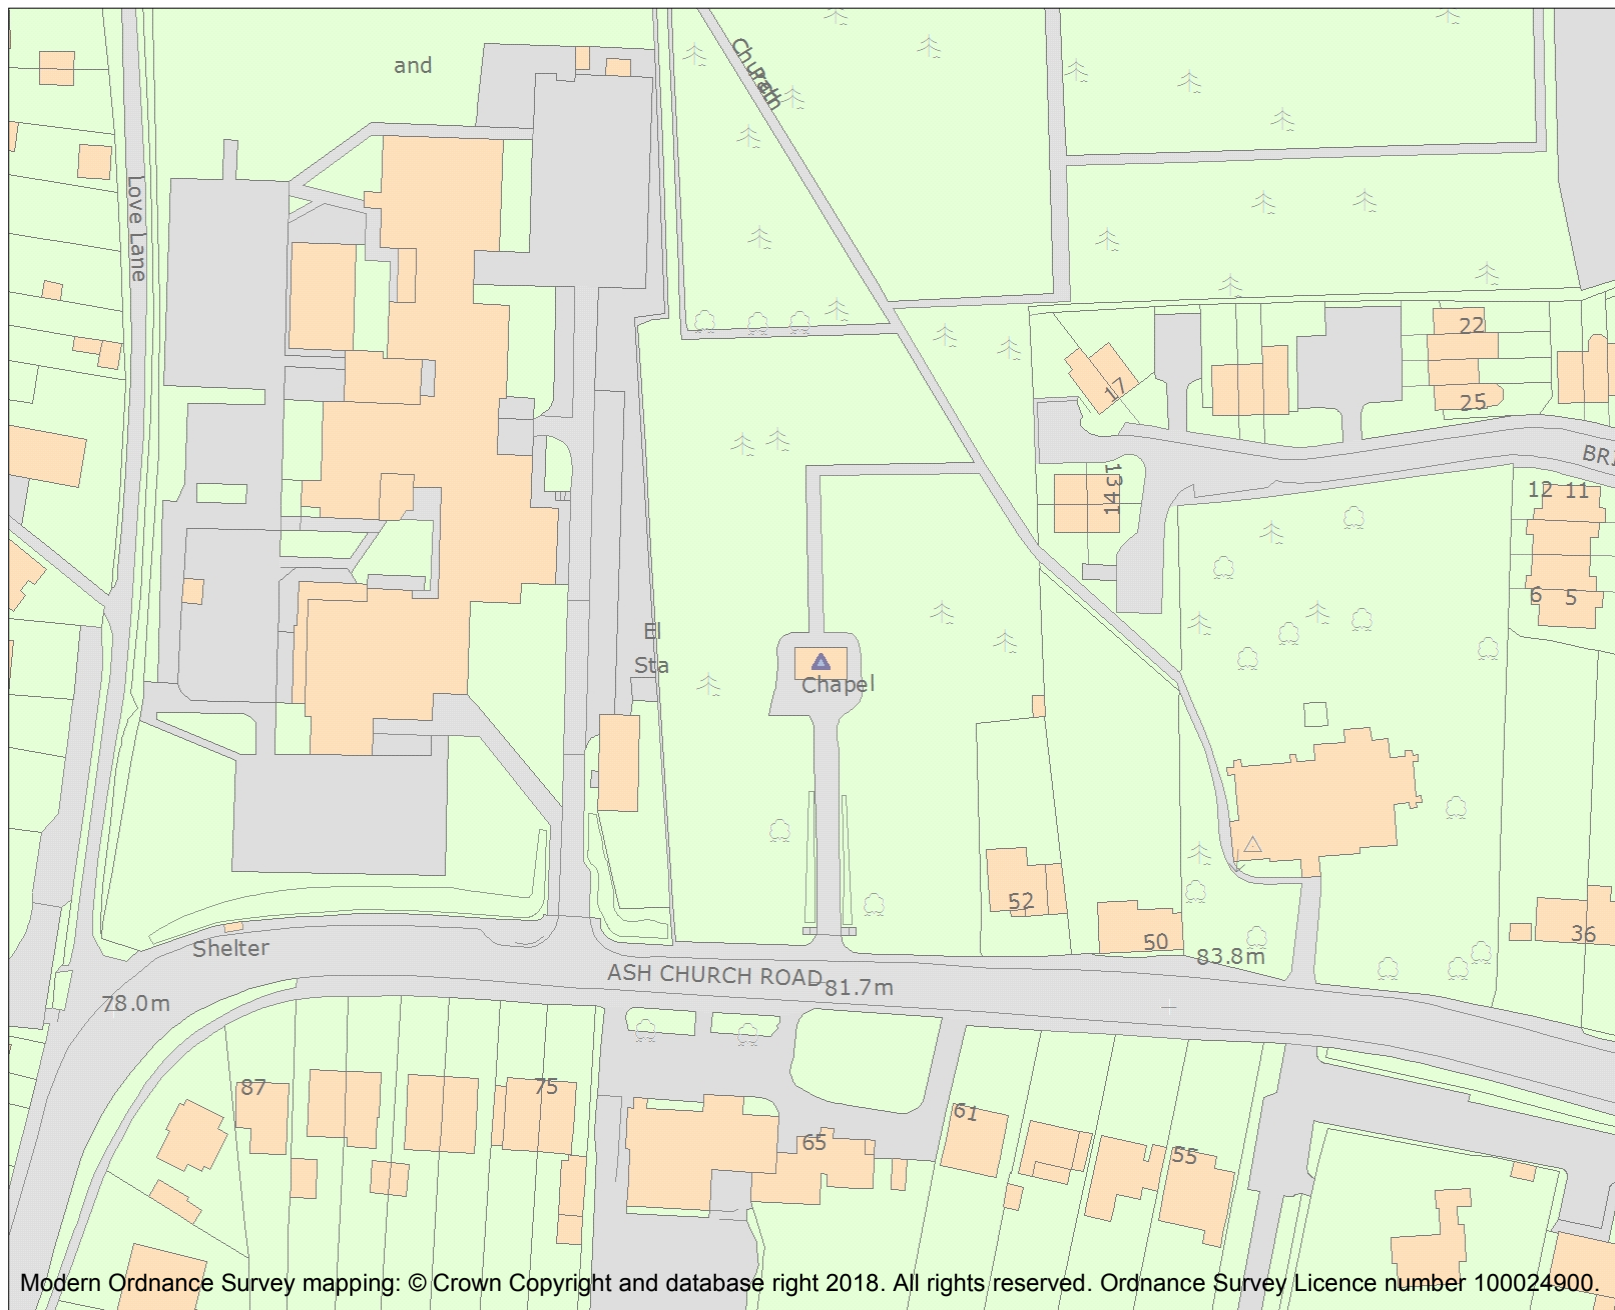 and
Church
Path
Love Lane
22
17
25
BRI
13
14
12 11
6 5
El
Sta
Chapel
52
50
36
83.8m
Shelter
ASH CHURCH ROAD
81.7m
78.0m
87
75
61
65
55
Modern Ordnance Survey mapping: © Crown Copyright and database right 2018. All rights reserved. Ordnance Survey Licence number 100024900.